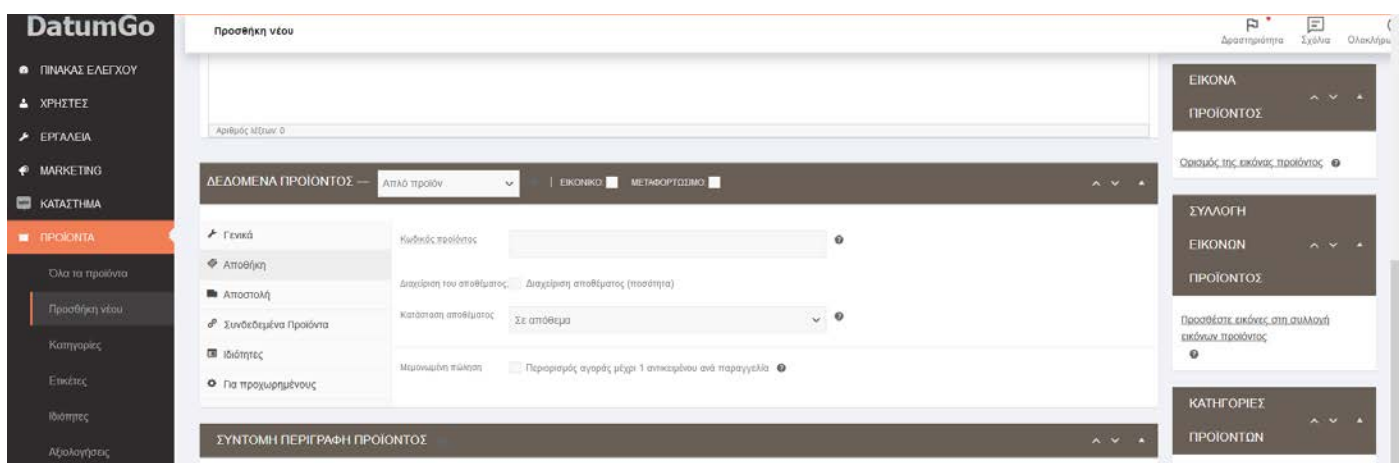 DatumGo
Προσθήκη νέου
Δραστηριότητα
Σχόλια
ΠΙΝΑΚΑΣ ΕΛΕΓΧΟΥ
ΧΡΗΣΤΕΣ
ΕΡΓΑΛΕΙΑ
MARKETING
ΚΑΤΑΣΤΗΜΑ
ΠΡΟΪΟΝΤΑ
Όλα τα προϊόντα
Προσθήκη νέου
Κατηγορίες
Ετικέτες
Ιδιότητες
Αξιολογήσεις
Αριθμός λέξεων: 0
ΔΕΔΟΜΕΝΑ ΠΡΟΪΟΝΤΟΣ — Απλό προϊόν | ΕΙΚΟΝΙΚΟ: ΜΕΤΑΦΟΡΤΩΣΙΜΟ:
Γενικά
Αποθήκη
Αποστολή
Συνδεδεμένα Προϊόντα
Ιδιότητες
Για προχωρημένους
Κωδικός προϊόντος
Διαχείριση του αποθέματος; Διαχείριση αποθέματος (ποσότητα)
Κατάσταση αποθέματος Σε απόθεμα
Μεμονωμένη πώληση Περιορισμός αγοράς μέχρι 1 αντικειμένου ανά παραγγελία
ΣΥΝΤΟΜΗ ΠΕΡΙΓΡΑΦΗ ΠΡΟΪΟΝΤΟΣ
ΕΙΚΟΝΑ
ΠΡΟΪΟΝΤΟΣ
Ορισμός της εικόνας προϊόντος
ΣΥΛΛΟΓΗ
ΕΙΚΟΝΩΝ
ΠΡΟΪΟΝΤΟΣ
Προσθέστε εικόνες στη συλλογή
εικόνων προϊόντος
ΚΑΤΗΓΟΡΙΕΣ
ΠΡΟΪΟΝΤΩΝ